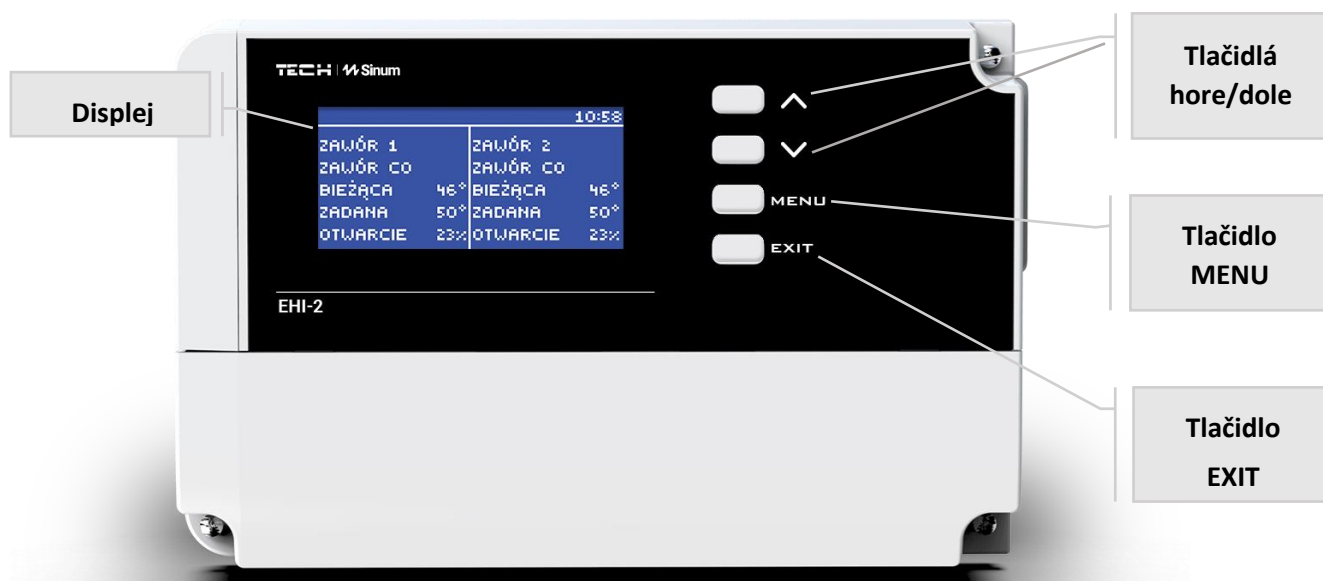 TECH | Sinum
Displej
10:58
ZAWÓR 1 ZAWÓR 2
ZAWÓR CO ZAWÓR CO
BIEŻĄCA 46° BIEŻĄCA 46°
ZADANA 50° ZADANA 50°
OTWARCIE 23% OTWARCIE 23%
MENU
EXIT
EHI-2
Tlačidlá
hore/dole
Tlačidlo
MENU
Tlačidlo
EXIT